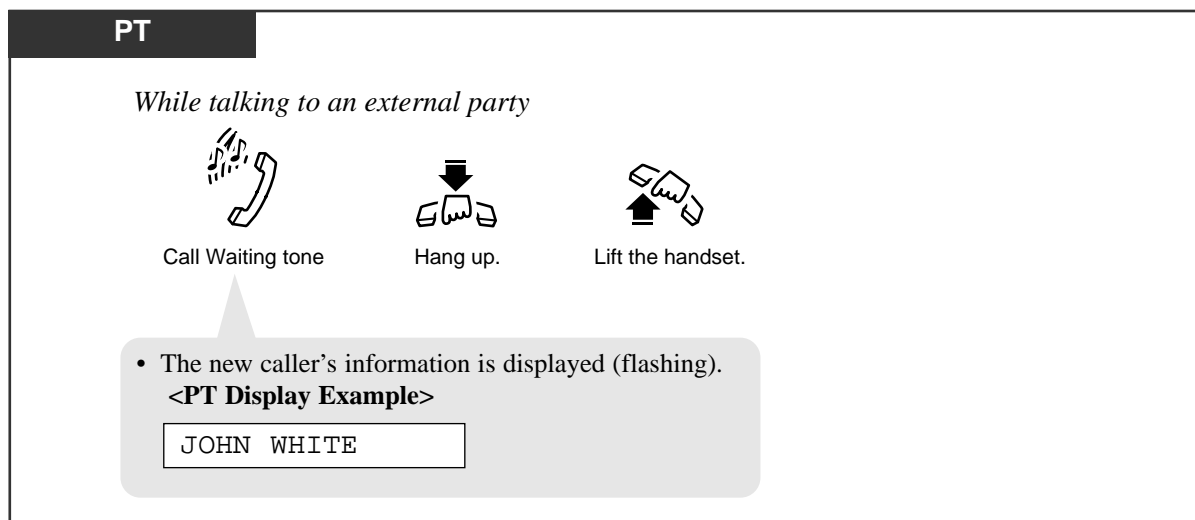 PT
While talking to an external party
Call Waiting tone
Hang up.
Lift the handset.
• The new caller's information is displayed (flashing).
<PT Display Example>
JOHN WHITE